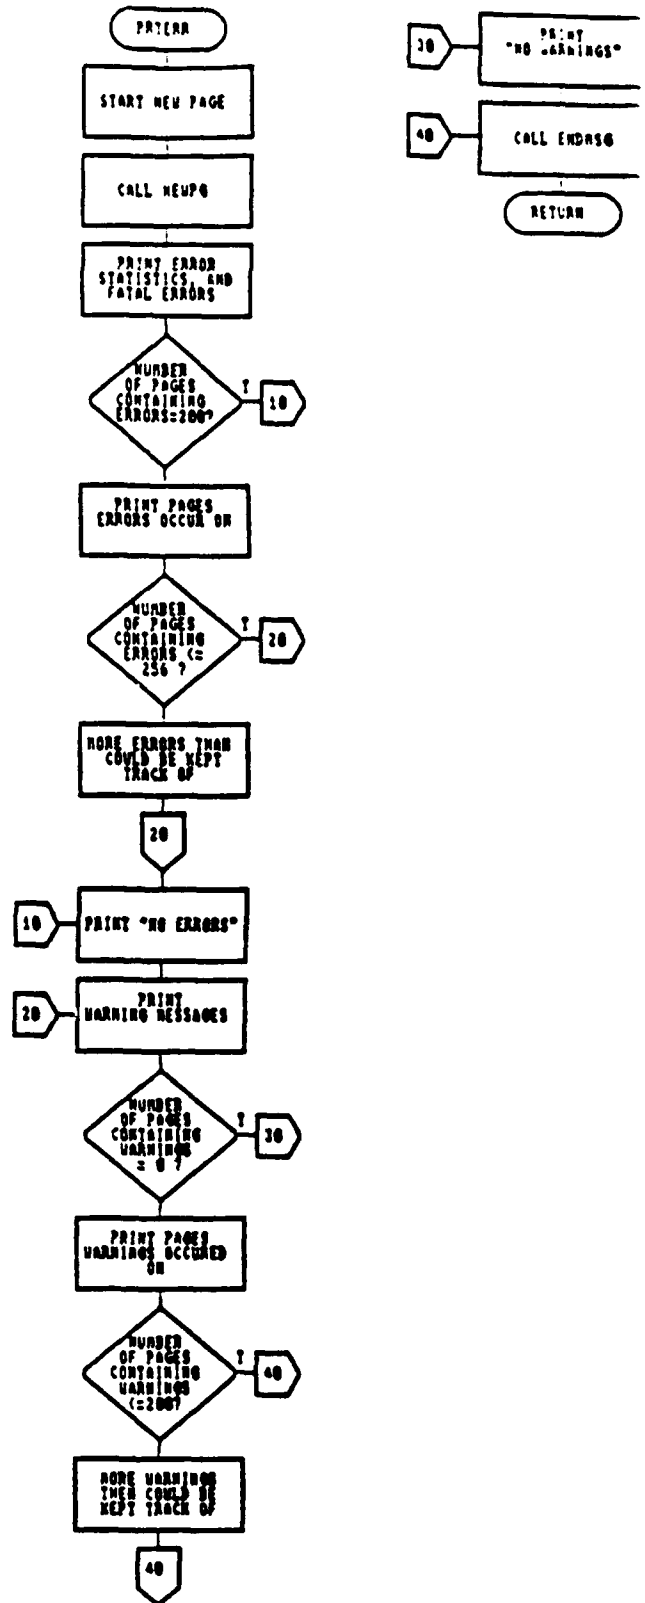 PRTERR
START NEW PAGE
CALL NEWPG
PRINT ERROR
STATISTICS, AND
FATAL ERRORS
NUMBER
OF PAGES
CONTAINING
ERRORS=200?
T
10
PRINT PAGES
ERRORS OCCUR ON
NUMBER
OF PAGES
CONTAINING
ERRORS <=
256 ?
T
20
MORE ERRORS THAN
COULD BE KEPT
TRACK OF
20
10
PRINT "NO ERRORS"
20
PRINT
WARNING MESSAGES
NUMBER
OF PAGES
CONTAINING
WARNINGS
= 0 ?
T
30
PRINT PAGES
WARNINGS OCCURED
ON
NUMBER
OF PAGES
CONTAINING
WARNINGS
<=200?
T
40
MORE WARNINGS
THEN COULD BE
KEPT TRACK OF
40
30
PRINT
"NO WARNINGS"
40
CALL ENDMSG
RETURN